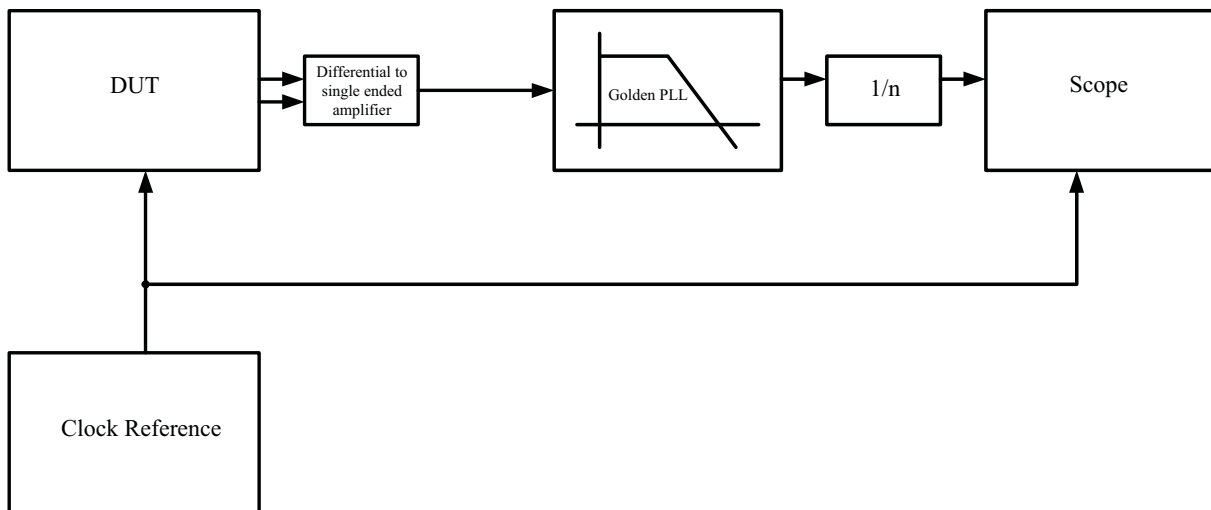 DUT
Differential to
single ended
amplifier
Golden PLL
1/n
Scope
Clock Reference